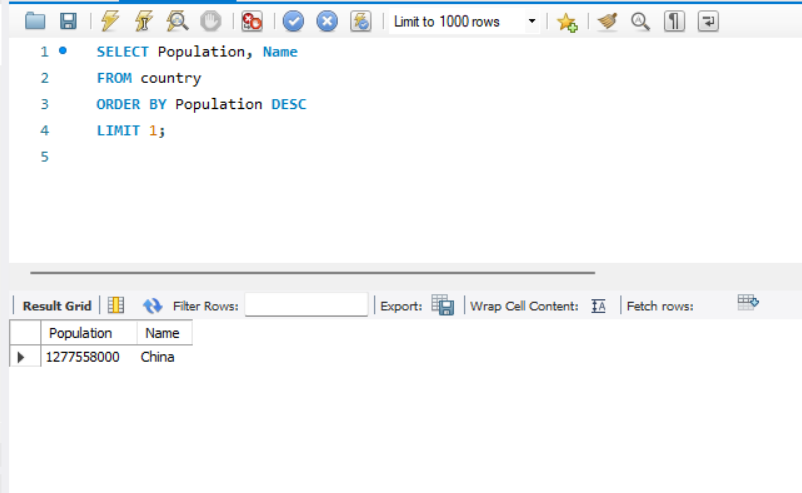 Limit to 1000 rows
1 SELECT Population, Name
2 FROM country
3 ORDER BY Population DESC
4 LIMIT 1;
5
Result Grid Filter Rows: Export: Wrap Cell Content: Fetch rows:
Population Name
1277558000 China